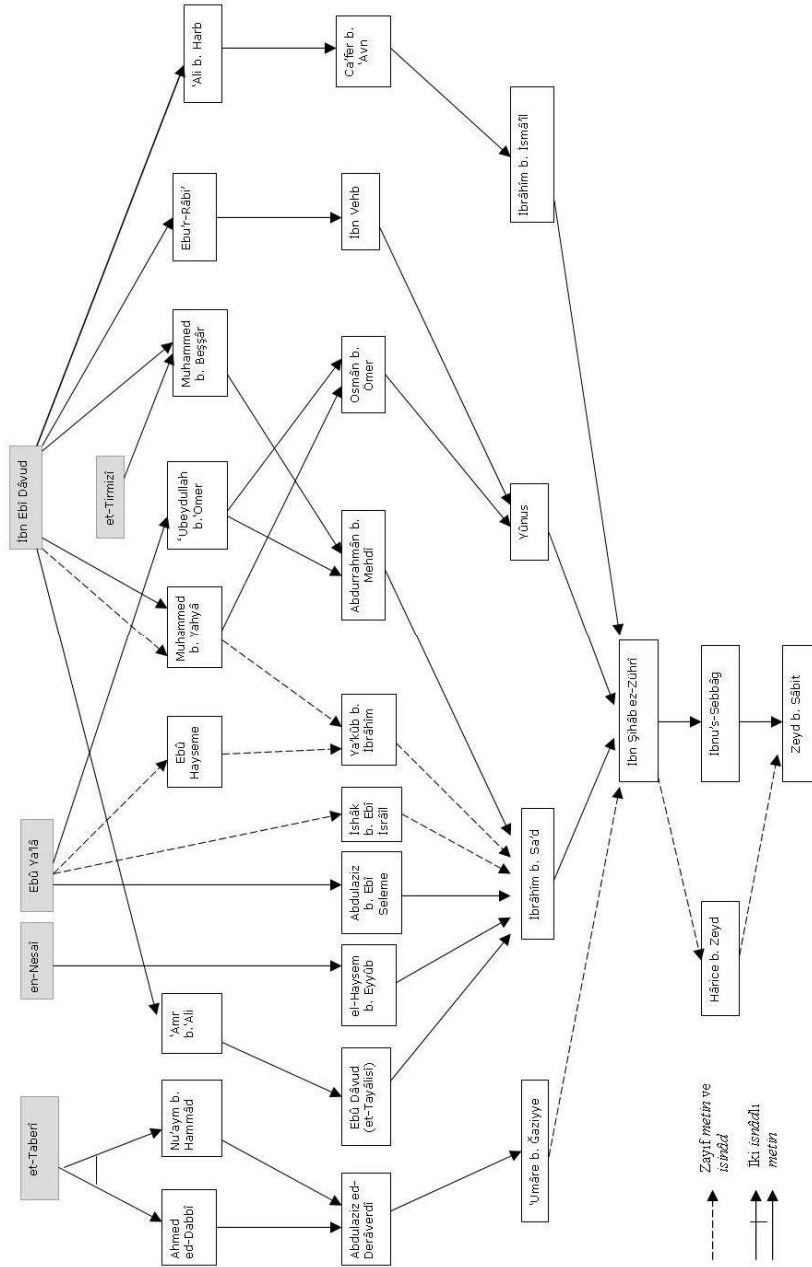 İbn Ebî Dâvud
et-Tirmizî
Ebû Ya'lâ
en-Nesaî
et-Taberî
'Ali b. Harb
Ebu'r-Râbi'
Muhammed
b. Beşşâr
'Ubeydullah
b. 'Ömer
Muhammed
b. Yahyâ
Ebû
Hayseme
'Amr
b. 'Ali
Nu'aym b.
Hammâd
Ahmed
ed-Dabbî
Ca'fer b.
'Avn
İbn Vehb
Osmân b.
Ömer
Abdurrahmân b.
Mehdî
Ya'kûb b.
İbrâhîm
İshâk
b. Ebî
İsrâîl
Abdulaziz
b. Ebî
Seleme
el-Haysem
b. Eyyûb
Ebû Dâvud
(et-Tayâlisî)
Abdulaziz ed-
Derâverdî
İbrâhîm b. İsmâ'îl
Yûnus
İbrâhîm b. Sa'd
'Umâre b. Ğaziyye
İbn Şihâb ez-Zührî
İbnu's-Sebbâg
Hârice b. Zeyd
Zeyd b. Sâbit
Zayıf metin ve
isnâd
İki isnâdlı
metin